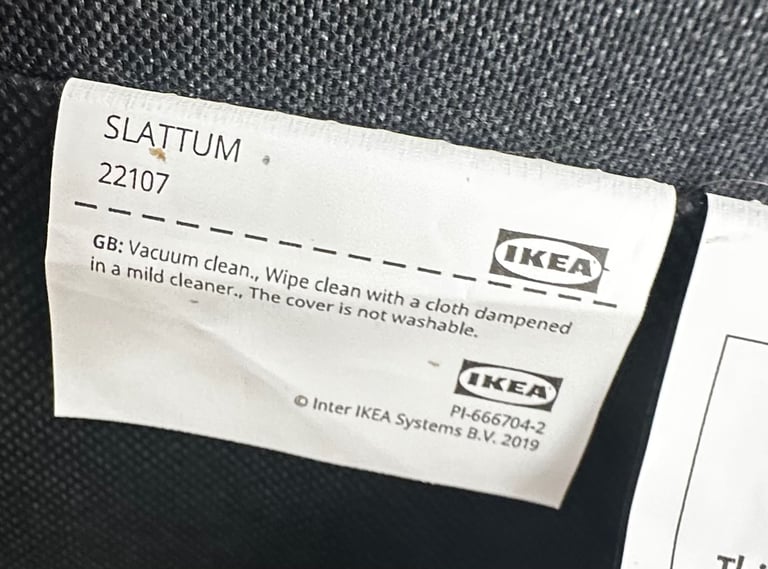 SLATTUM
22107
IKEA
GB: Vacuum clean., Wipe clean with a cloth dampened
in a mild cleaner., The cover is not washable.
IKEA
PI-666704-2
© Inter IKEA Systems B.V. 2019